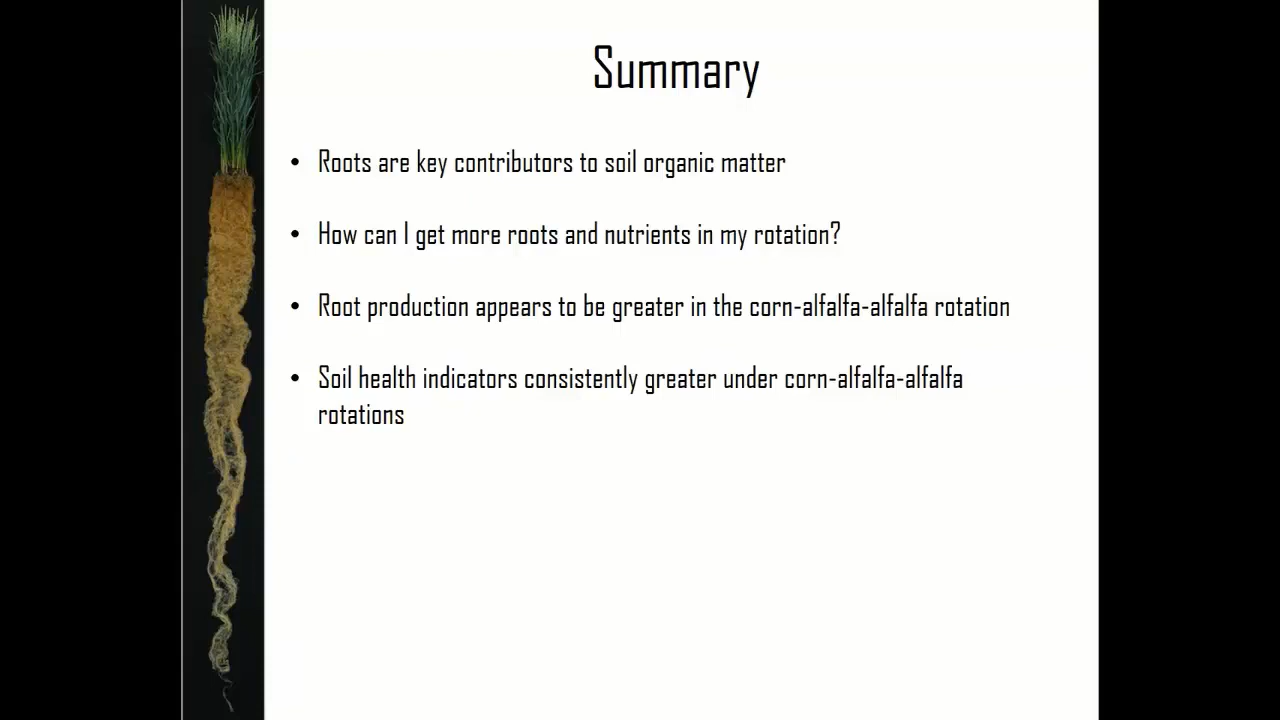 Summary
• Roots are key contributors to soil organic matter
• How can I get more roots and nutrients in my rotation?
• Root production appears to be greater in the corn-alfalfa-alfalfa rotation
• Soil health indicators consistently greater under corn-alfalfa-alfalfa
rotations